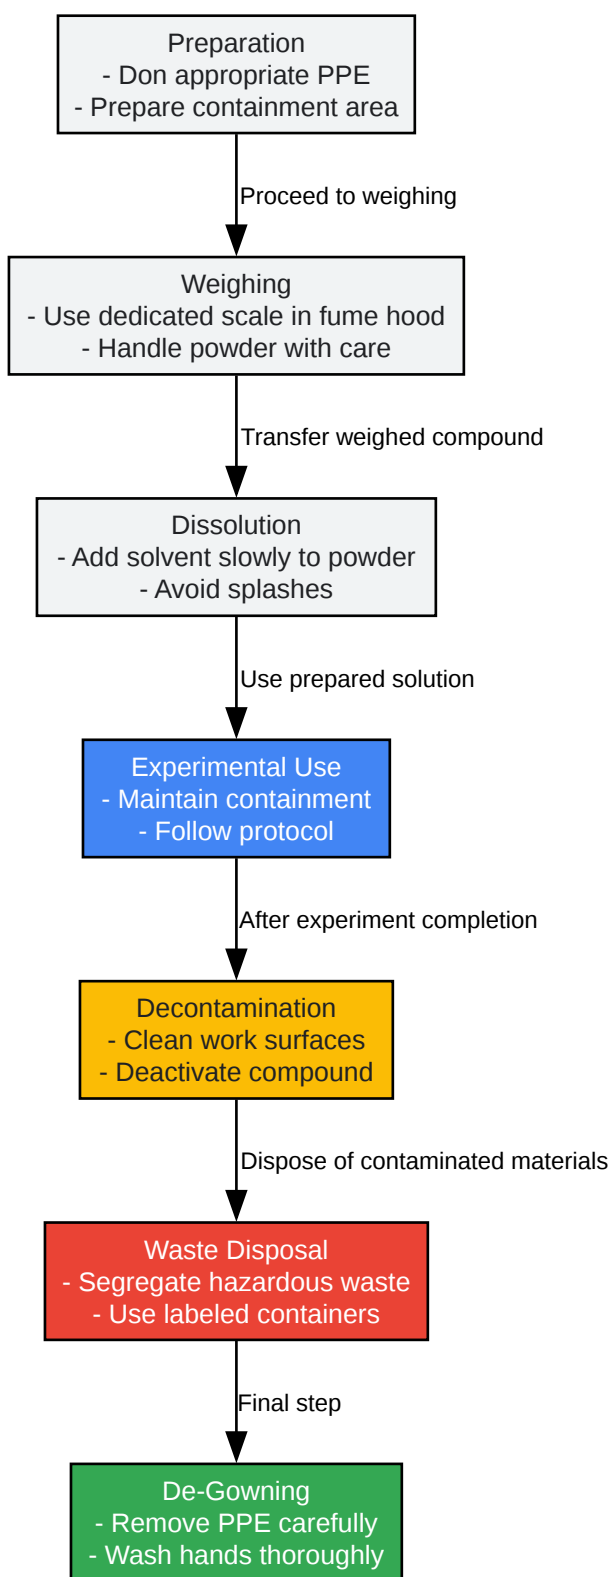 Preparation
- Don appropriate PPE
- Prepare containment area
Proceed to weighing
Weighing
- Use dedicated scale in fume hood
- Handle powder with care
Transfer weighed compound
Dissolution
- Add solvent slowly to powder
- Avoid splashes
Use prepared solution
Experimental Use
- Maintain containment
- Follow protocol
After experiment completion
Decontamination
- Clean work surfaces
- Deactivate compound
Dispose of contaminated materials
Waste Disposal
- Segregate hazardous waste
- Use labeled containers
Final step
De-Gowning
- Remove PPE carefully
- Wash hands thoroughly